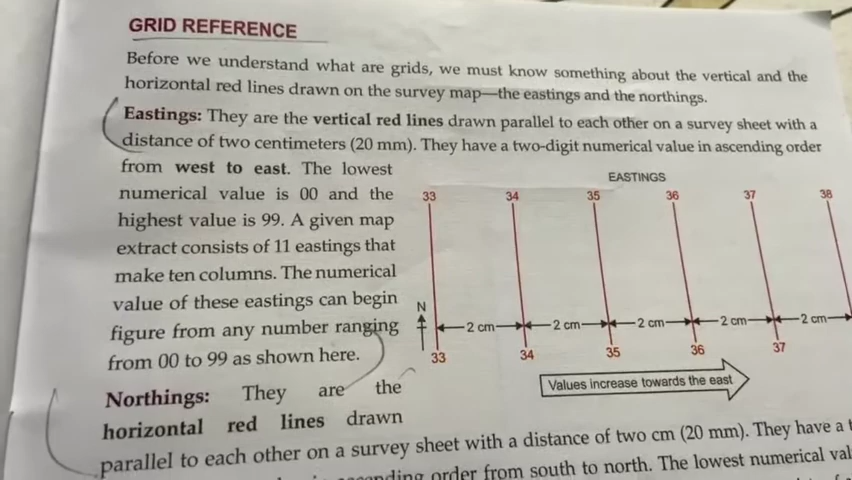 GRID REFERENCE
Before we understand what are grids, we must know something about the vertical and the
horizontal red lines drawn on the survey map—the eastings and the northings.
Eastings: They are the vertical red lines drawn parallel to each other on a survey sheet with a
distance of two centimeters (20 mm). They have a two-digit numerical value in ascending order
from west to east. The lowest
numerical value is 00 and the
highest value is 99. A given map
extract consists of 11 eastings that
make ten columns. The numerical
value of these eastings can begin
figure from any number ranging
from 00 to 99 as shown here.
EASTINGS
33 34 35 36 37 38
N
2 cm 2 cm 2 cm 2 cm 2 cm
33 34 35 36 37
Values increase towards the east
Northings: They are the
horizontal red lines drawn
parallel to each other on a survey sheet with a distance of two cm (20 mm). They have a
order from south to north. The lowest numerical